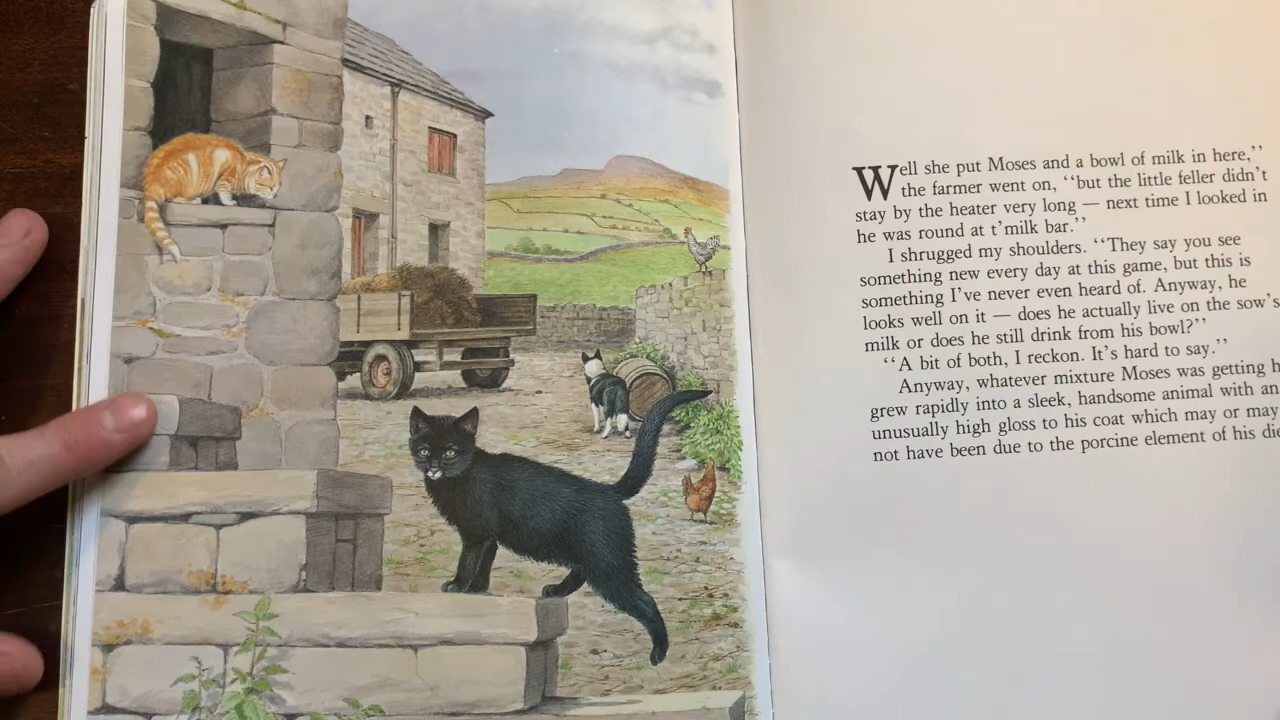 Well she put Moses and a bowl of milk in here,’’
the farmer went on, ‘‘but the little feller didn’t
stay by the heater very long — next time I looked in
he was round at t’milk bar.’’
I shrugged my shoulders. ‘‘They say you see
something new every day at this game, but this is
something I’ve never even heard of. Anyway, he
looks well on it — does he actually live on the sow’s
milk or does he still drink from his bowl?’’
‘‘A bit of both, I reckon. It’s hard to say.’’
Anyway, whatever mixture Moses was getting
grew rapidly into a sleek, handsome animal with an
unusually high gloss to his coat which may or may
not have been due to the porcine element of his